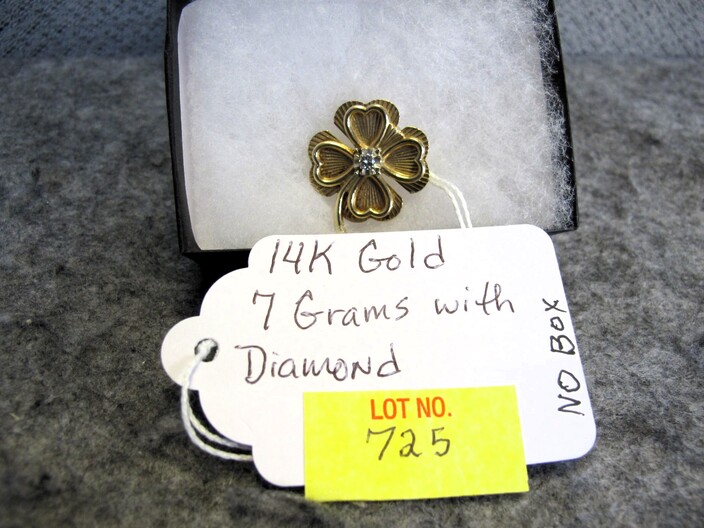 14K Gold
7 Grams with
Diamond
NO BOX
LOT NO.
725